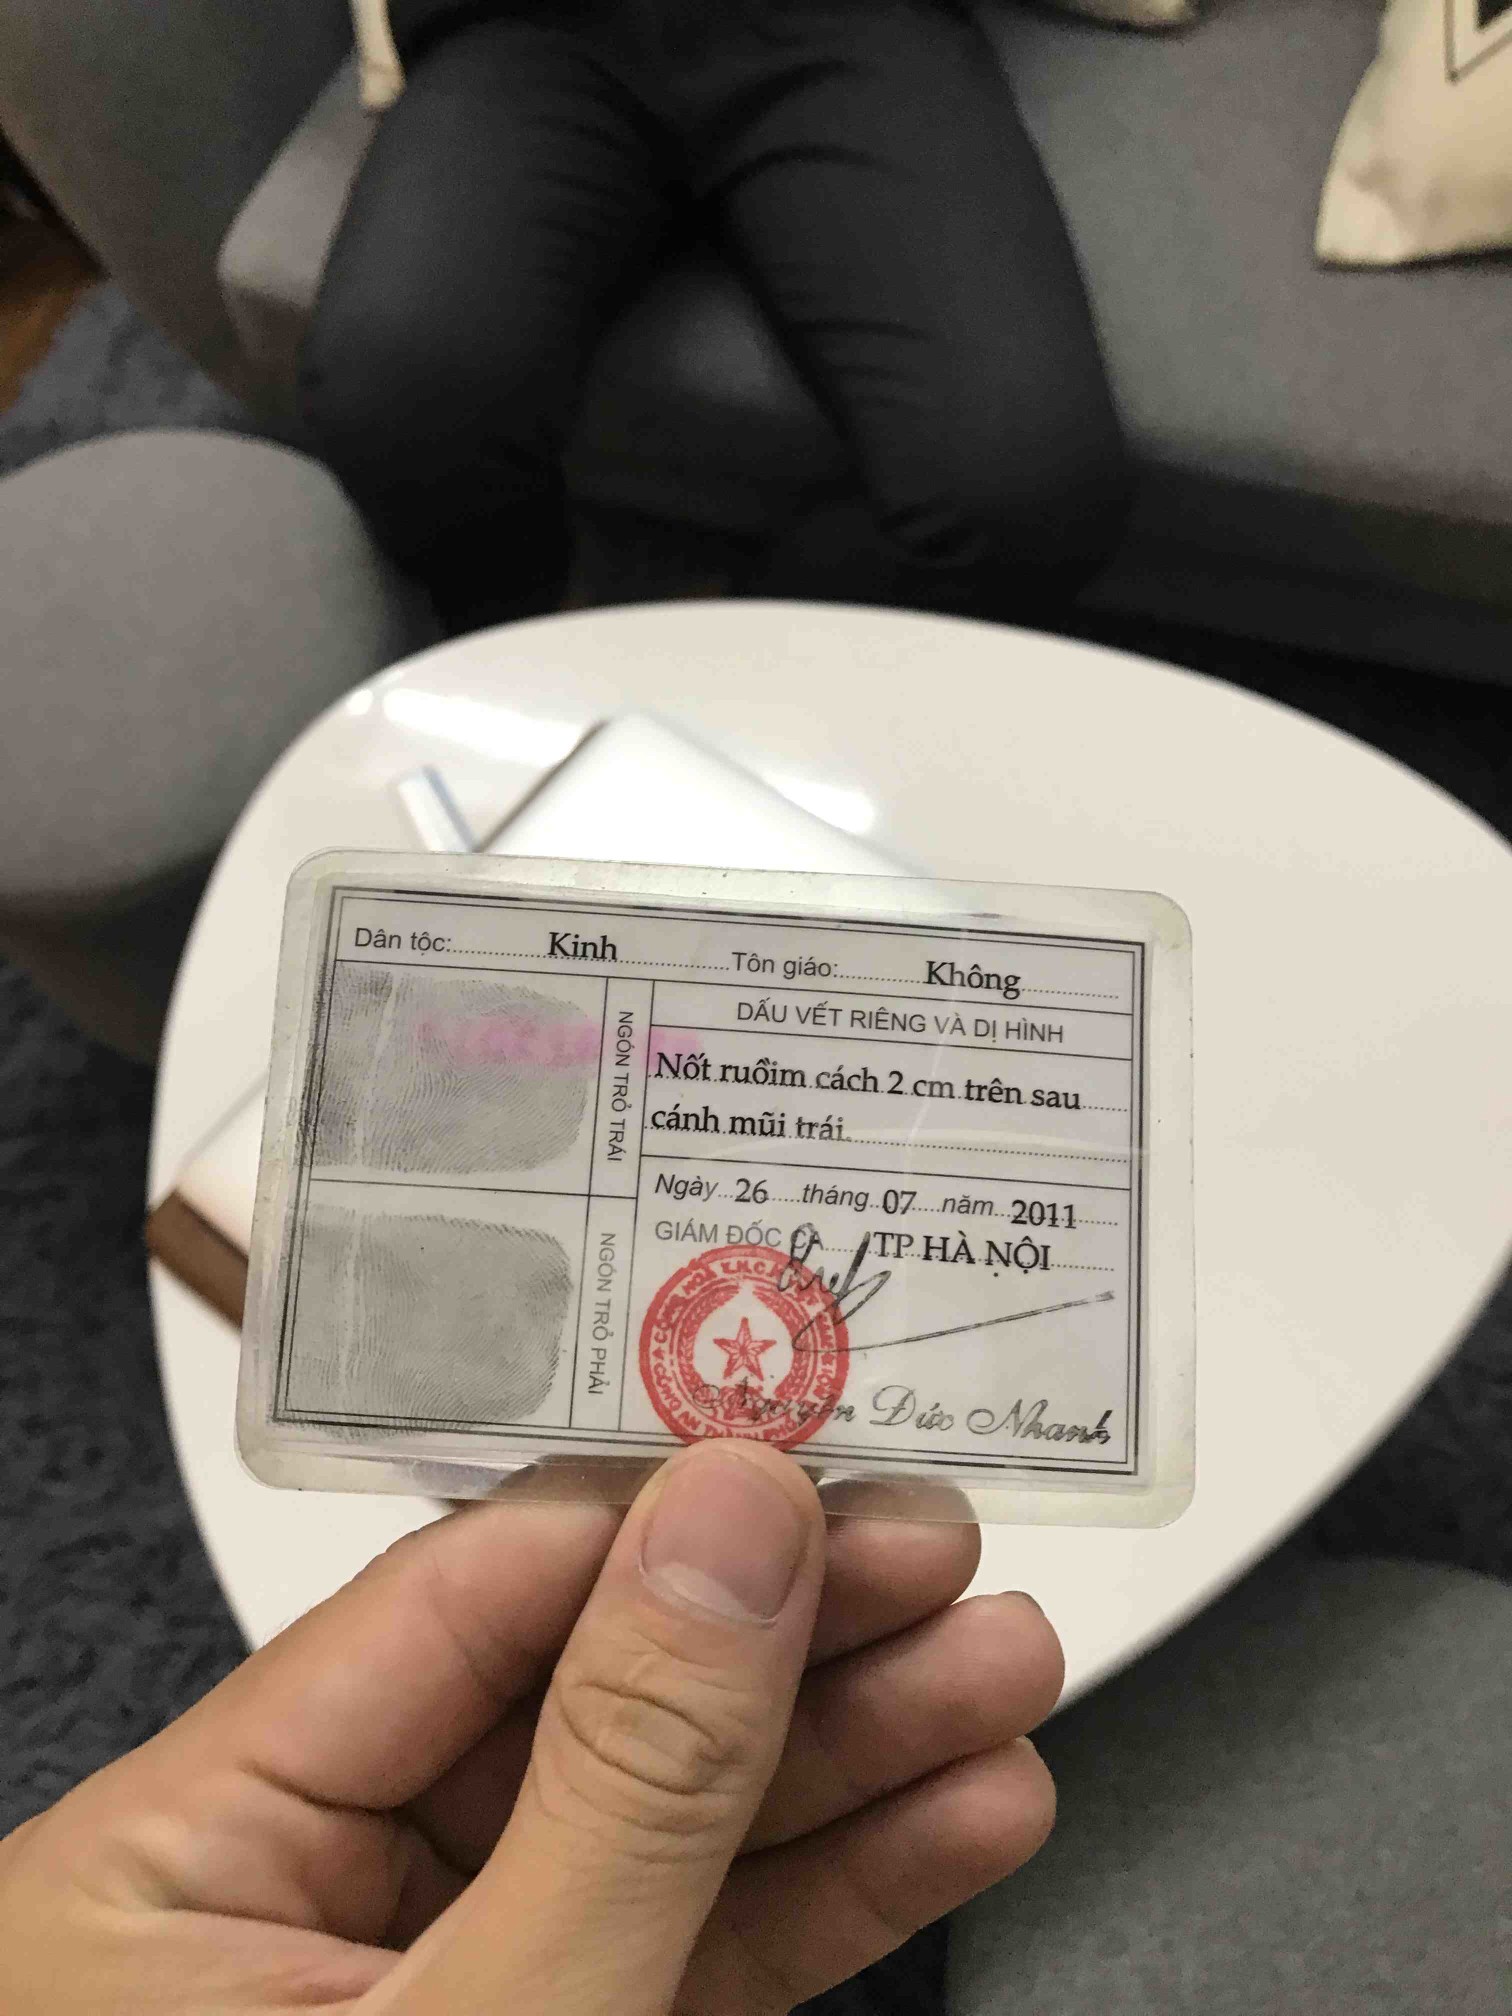 Dân tộc: Kinh Tôn giáo: Không
NGÓN TRỎ TRÁI
DẤU VẾT RIÊNG VÀ DỊ HÌNH
Nốt ruồim cách 2 cm trên sau
cánh mũi trái.
NGÓN TRỎ PHẢI
Ngày 26 tháng 07 năm 2011
GIÁM ĐỐC CA TP HÀ NỘI
Nguyễn Đức Nhanh